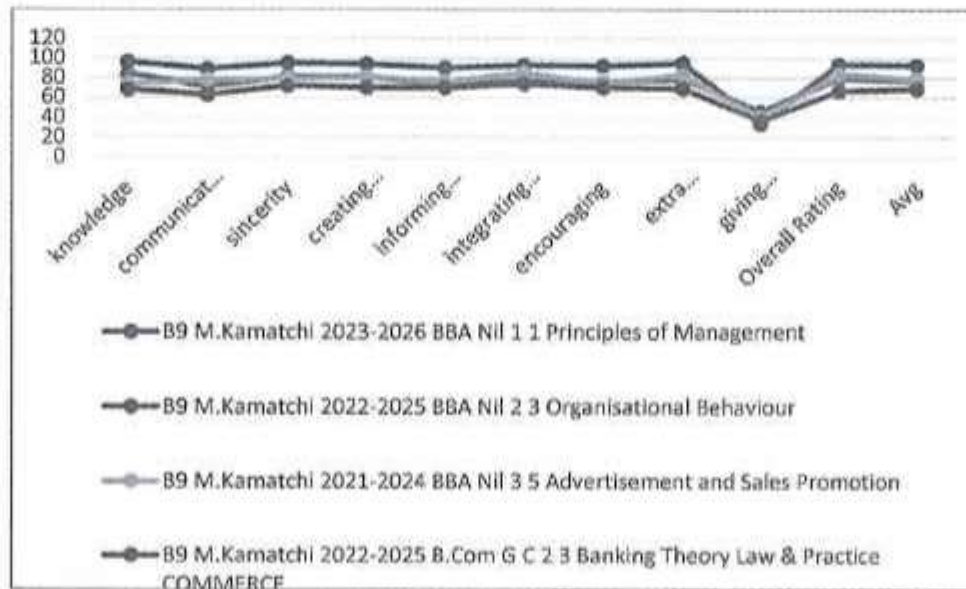 120
100
80
60
40
20
0
knowledge
communicat...
sincerity
creating...
informing...
integrating...
encouraging
extra...
giving...
Overall Rating
Avg
B9 M.Kamatchi 2023-2026 BBA Nil 1 1 Principles of Management
B9 M.Kamatchi 2022-2025 BBA Nil 2 3 Organisational Behaviour
B9 M.Kamatchi 2021-2024 BBA Nil 3 5 Advertisement and Sales Promotion
B9 M.Kamatchi 2022-2025 B.Com G C 2 3 Banking Theory Law & Practice
COMMERCE